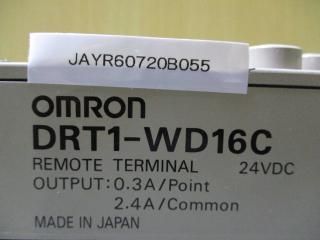 JAYR60720B055
OMRON
DRT1-WD16C
REMOTE TERMINAL 24VDC
OUTPUT: 0.3A/Point
2.4A/Common
MADE IN JAPAN